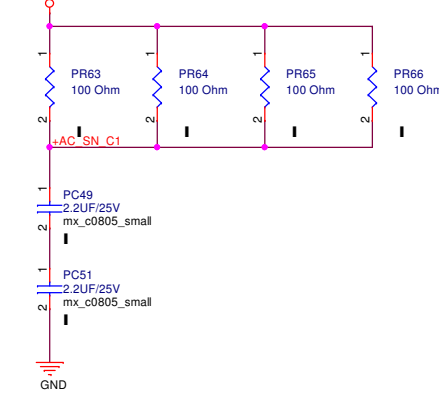 1
1
1
1
PR63
PR64
PR65
PR66
100 Ohm
100 Ohm
100 Ohm
100 Ohm
2
2
2
2
+AC_SN_C1
1
PC49
2.2UF/25V
mx_c0805_small
2
1
PC51
2.2UF/25V
mx_c0805_small
2
GND